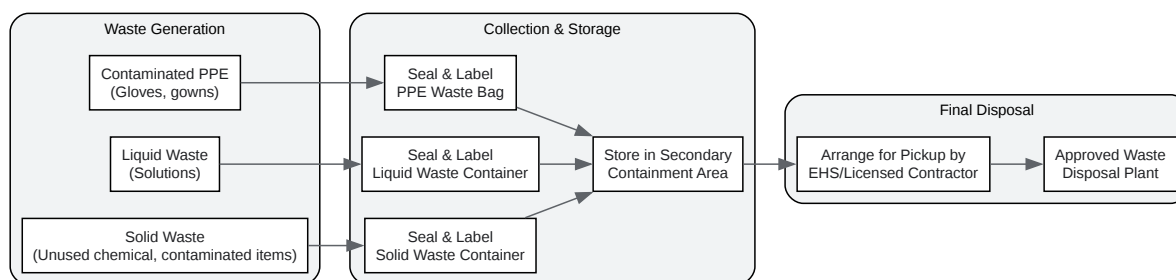 Waste Generation
Contaminated PPE
(Gloves, gowns)
Liquid Waste
(Solutions)
Solid Waste
(Unused chemical, contaminated items)
Collection & Storage
Seal & Label
PPE Waste Bag
Seal & Label
Liquid Waste Container
Seal & Label
Solid Waste Container
Store in Secondary
Containment Area
Final Disposal
Arrange for Pickup by
EHS/Licensed Contractor
Approved Waste
Disposal Plant